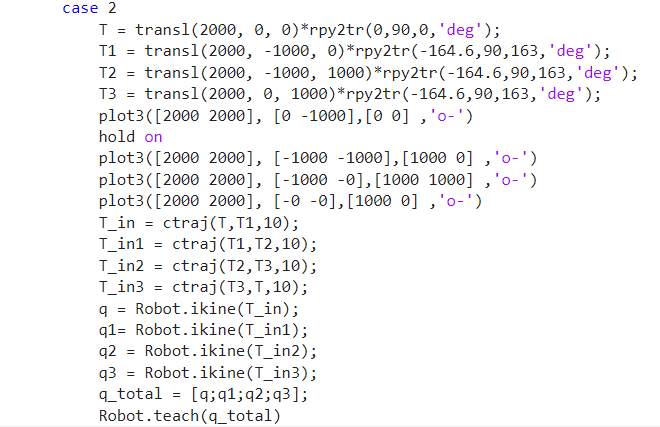 case 2
T = transl(2000, 0, 0)*rpy2tr(0,90,0,'deg');
T1 = transl(2000, -1000, 0)*rpy2tr(-164.6,90,163,'deg');
T2 = transl(2000, -1000, 1000)*rpy2tr(-164.6,90,163,'deg');
T3 = transl(2000, 0, 1000)*rpy2tr(-164.6,90,163,'deg');
plot3([2000 2000], [0 -1000],[0 0] ,'o-')
hold on
plot3([2000 2000], [-1000 -1000],[1000 0] ,'o-')
plot3([2000 2000], [-1000 -0],[1000 1000] ,'o-')
plot3([2000 2000], [-0 -0],[1000 0] ,'o-')
T_in = ctraj(T,T1,10);
T_in1 = ctraj(T1,T2,10);
T_in2 = ctraj(T2,T3,10);
T_in3 = ctraj(T3,T,10);
q = Robot.ikine(T_in);
q1= Robot.ikine(T_in1);
q2 = Robot.ikine(T_in2);
q3 = Robot.ikine(T_in3);
q_total = [q;q1;q2;q3];
Robot.teach(q_total)